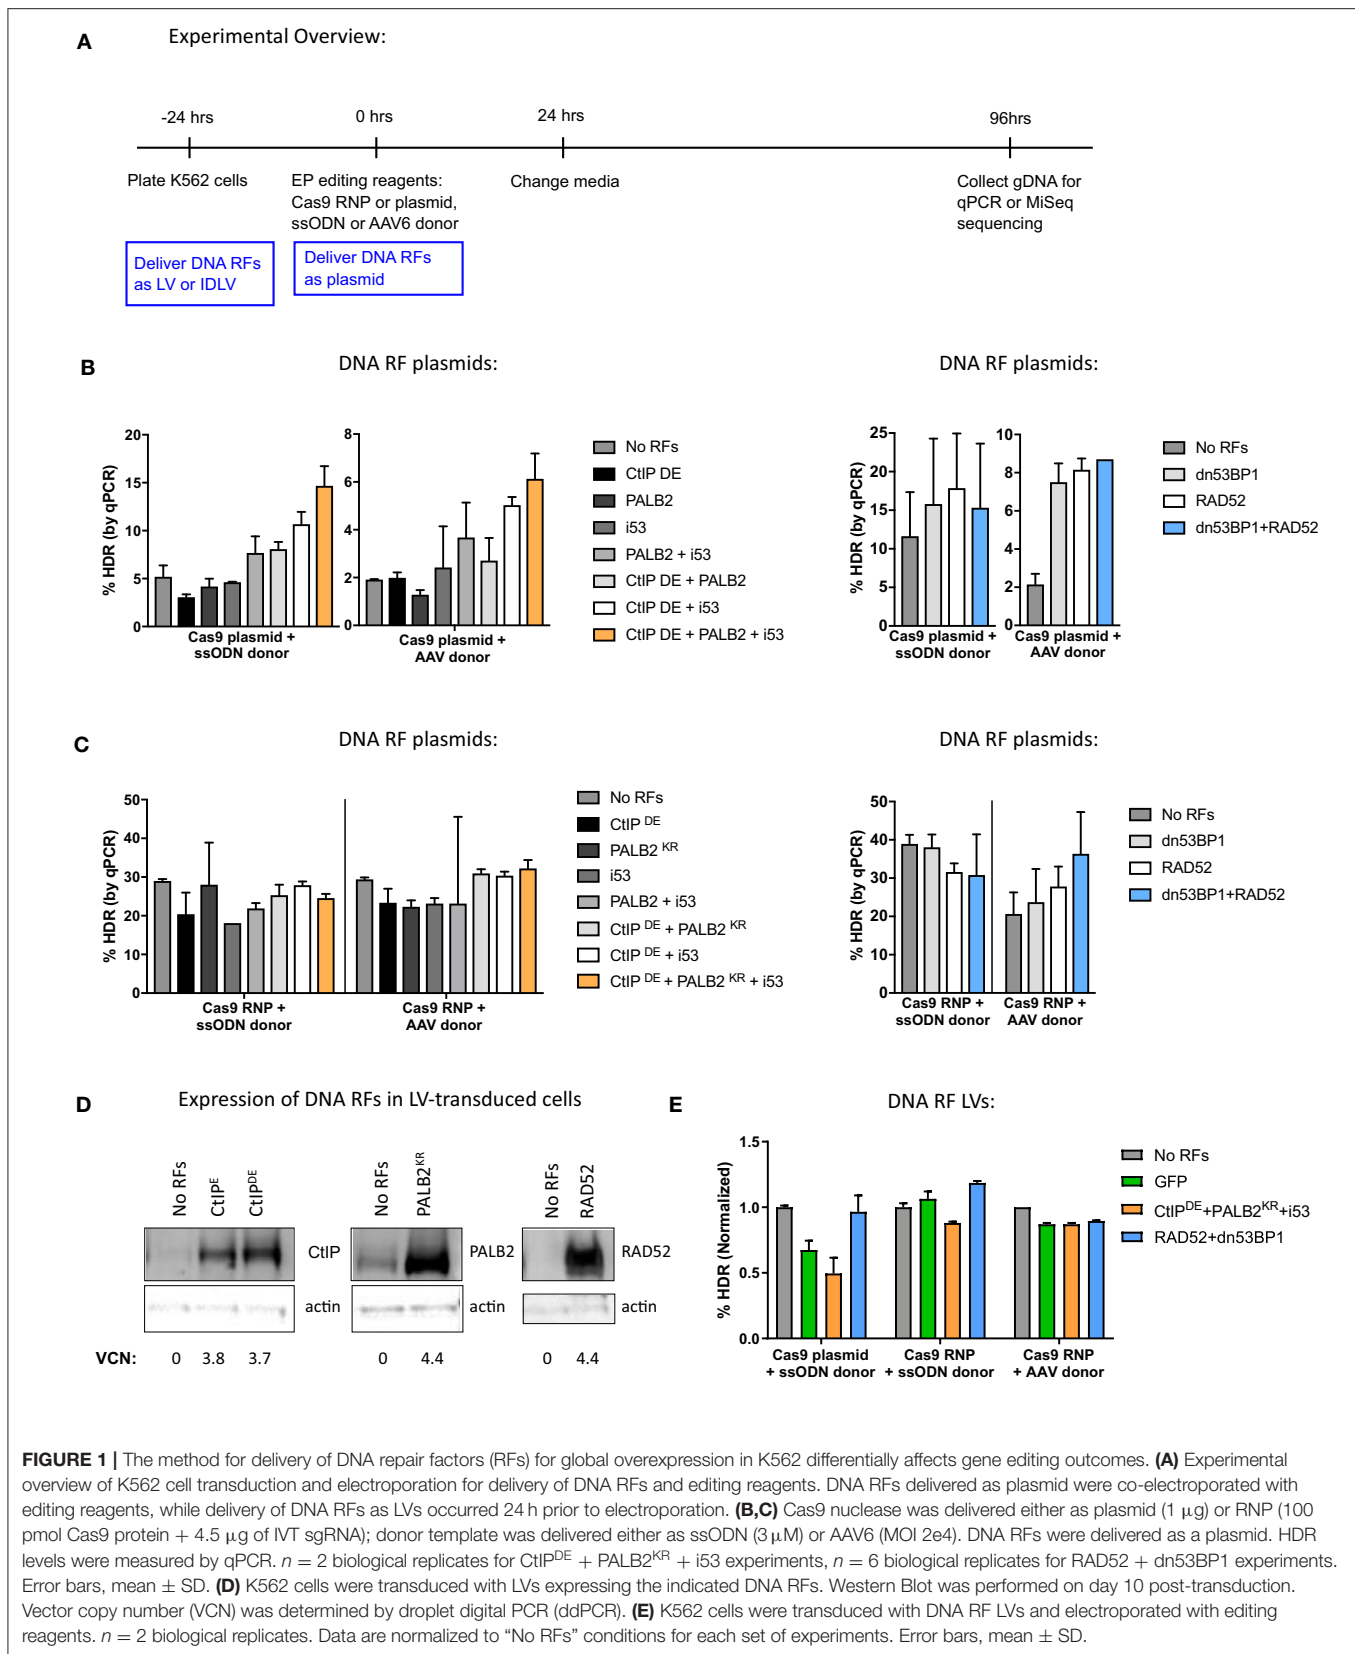 A
Experimental Overview:
-24 hrs
0 hrs
24 hrs
96hrs
Plate K562 cells
EP editing reagents:
Cas9 RNP or plasmid,
ssODN or AAV6 donor
Change media
Collect gDNA for
qPCR or MiSeq
sequencing
Deliver DNA RFs
as LV or IDLV
Deliver DNA RFs
as plasmid
B
DNA RF plasmids:
% HDR (by qPCR)
20
15
10
5
0
Cas9 plasmid +
ssODN donor
8
6
4
2
0
Cas9 plasmid +
AAV donor
No RFs
CtIP DE
PALB2
i53
PALB2 + i53
CtIP DE + PALB2
CtIP DE + i53
CtIP DE + PALB2 + i53
DNA RF plasmids:
% HDR (by qPCR)
25
20
15
10
5
0
Cas9 plasmid +
ssODN donor
10
8
6
4
2
0
Cas9 plasmid +
AAV donor
No RFs
dn53BP1
RAD52
dn53BP1+RAD52
C
DNA RF plasmids:
% HDR (by qPCR)
50
40
30
20
10
0
Cas9 RNP +
ssODN donor
Cas9 RNP +
AAV donor
No RFs
CtIP DE
PALB2 KR
i53
PALB2 + i53
CtIP DE + PALB2 KR
CtIP DE + i53
CtIP DE + PALB2 KR + i53
DNA RF plasmids:
% HDR (by qPCR)
50
40
30
20
10
0
Cas9 RNP +
ssODN donor
Cas9 RNP +
AAV donor
No RFs
dn53BP1
RAD52
dn53BP1+RAD52
D
Expression of DNA RFs in LV-transduced cells
No RFs
CtIPE
CtIPDE
CtIP
actin
No RFs
PALB2KR
PALB2
actin
No RFs
RAD52
RAD52
actin
VCN: 0 3.8 3.7 0 4.4 0 4.4
E
DNA RF LVs:
% HDR (Normalized)
1.5
1.0
0.5
0.0
Cas9 plasmid
+ ssODN donor
Cas9 RNP
+ ssODN donor
Cas9 RNP
+ AAV donor
No RFs
GFP
CtIPDE+PALB2KR+i53
RAD52+dn53BP1
FIGURE 1 | The method for delivery of DNA repair factors (RFs) for global overexpression in K562 differentially affects gene editing outcomes. (A) Experimental
overview of K562 cell transduction and electroporation for delivery of DNA RFs and editing reagents. DNA RFs delivered as plasmid were co-electroporated with
editing reagents, while delivery of DNA RFs as LVs occurred 24 h prior to electroporation. (B,C) Cas9 nuclease was delivered either as plasmid (1 μg) or RNP (100
pmol Cas9 protein + 4.5 μg of IVT sgRNA); donor template was delivered either as ssODN (3 μM) or AAV6 (MOI 2e4). DNA RFs were delivered as a plasmid. HDR
levels were measured by qPCR. n = 2 biological replicates for CtIPDE + PALB2KR + i53 experiments, n = 6 biological replicates for RAD52 + dn53BP1 experiments.
Error bars, mean ± SD. (D) K562 cells were transduced with LVs expressing the indicated DNA RFs. Western Blot was performed on day 10 post-transduction.
Vector copy number (VCN) was determined by droplet digital PCR (ddPCR). (E) K562 cells were transduced with DNA RF LVs and electroporated with editing
reagents. n = 2 biological replicates. Data are normalized to “No RFs” conditions for each set of experiments. Error bars, mean ± SD.